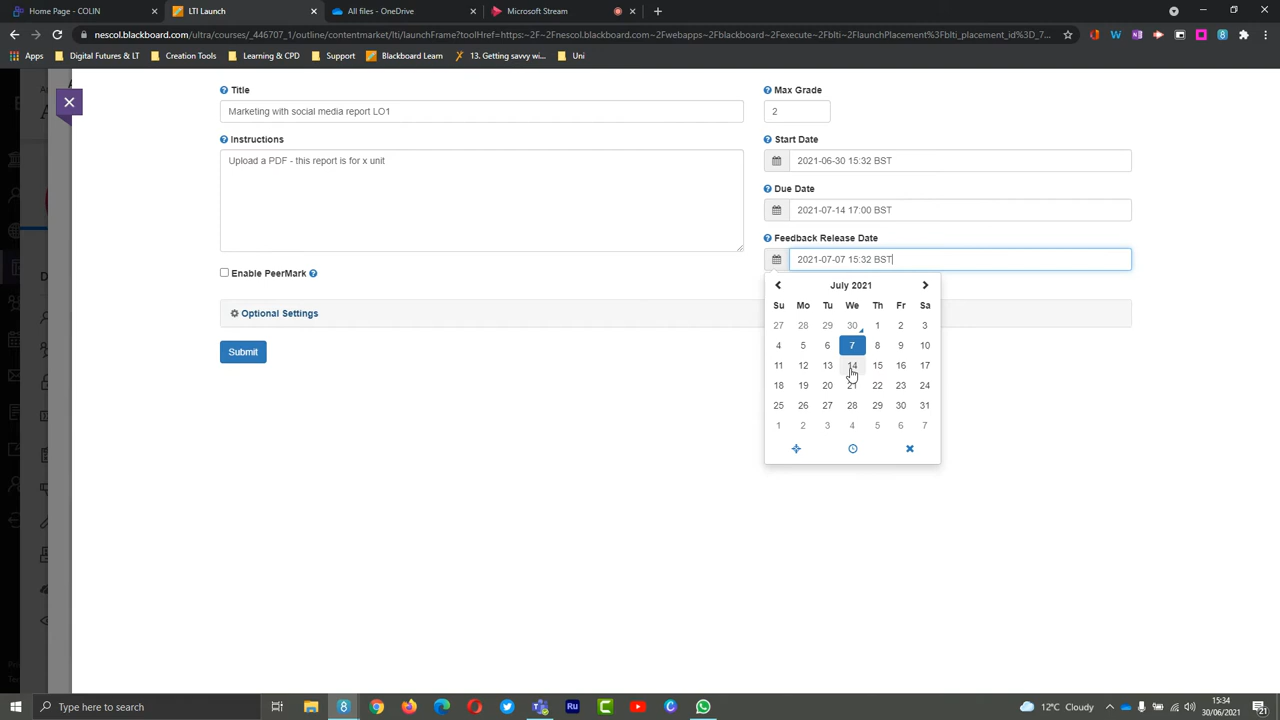 Home Page - COLIN
LTI Launch
All files - OneDrive
Microsoft Stream
nescol.blackboard.com/ultra/courses/_446707_1/outline/contentmarket/lti/launchFrame?toolHref=https:~2F~2Fnescol.blackboard.com~2Fwebapps~2Fblackboard~2Fexecute~2Fblti~2FlaunchPlacement%3Fblti_placement_id%3D_7...
Apps
Digital Futures - LT
Creation Tools
Learning & CPD
Support
Blackboard Learn
13. Getting savvy wi...
Uni
Title
Max Grade
Marketing with social media report LO1
2
Instructions
Start Date
Upload a PDF - this report is for x unit
2021-06-30 15:32 BST
Due Date
2021-07-14 17:00 BST
Feedback Release Date
2021-07-07 15:32 BST
Enable PeerMark
July 2021
Su Mo Tu We Th Fr Sa
27 28 29 30 1 2 3
4 5 6 7 8 9 10
11 12 13 14 15 16 17
18 19 20 21 22 23 24
25 26 27 28 29 30 31
1 2 3 4 5 6 7
Optional Settings
Submit
Type here to search
12°C Cloudy
15:34
30/06/2021